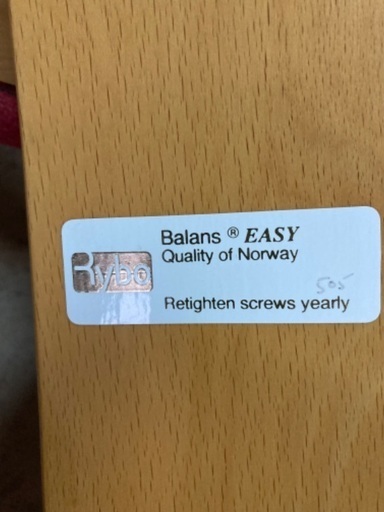 Balans ® EASY
Quality of Norway
Rybo
505
Retighten screws yearly